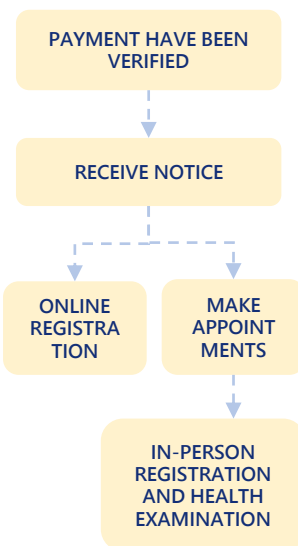 PAYMENT HAVE BEEN
VERIFIED
RECEIVE NOTICE
ONLINE
REGISTRA
TION
MAKE
APPOINT
MENTS
IN-PERSON
REGISTRATION
AND HEALTH
EXAMINATION